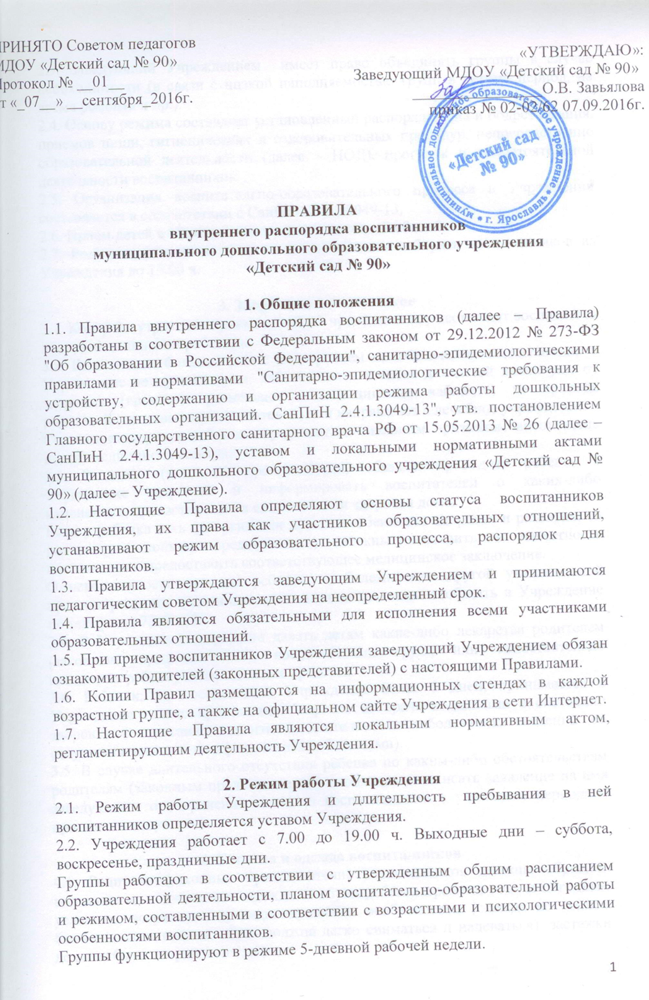 РИНЯТО Советом педагогов
МДОУ «Детский сад № 90»
Протокол № __01__
т «_07__» __ сентября_2016г.
«УТВЕРЖДАЮ»:
Заведующий МДОУ «Детский сад № 90»
_______________О.В. Завьялова
приказ № 02-02/62 07.09.2016г.
муниципальное дошкольное образовательное учреждение • г. Ярославль •
«Детский сад
№ 90»
ПРАВИЛА
внутреннего распорядка воспитанников
муниципального дошкольного образовательного учреждения
«Детский сад № 90»
1. Общие положения
1.1. Правила внутреннего распорядка воспитанников (далее – Правила)
разработаны в соответствии с Федеральным законом от 29.12.2012 № 273-ФЗ
"Об образовании в Российской Федерации", санитарно-эпидемиологическими
правилами и нормативами "Санитарно-эпидемиологические требования к
устройству, содержанию и организации режима работы дошкольных
образовательных организаций. СанПиН 2.4.1.3049-13", утв. постановлением
Главного государственного санитарного врача РФ от 15.05.2013 № 26 (далее –
СанПиН 2.4.1.3049-13), уставом и локальными нормативными актами
муниципального дошкольного образовательного учреждения «Детский сад №
90» (далее – Учреждение).
1.2. Настоящие Правила определяют основы статуса воспитанников
Учреждения, их права как участников образовательных отношений,
устанавливают режим образовательного процесса, распорядок дня
воспитанников.
1.3. Правила утверждаются заведующим Учреждением и принимаются
педагогическим советом Учреждения на неопределенный срок.
1.4. Правила являются обязательными для исполнения всеми участниками
образовательных отношений.
1.5. При приеме воспитанников Учреждения заведующий Учреждением обязан
ознакомить родителей (законных представителей) с настоящими Правилами.
1.6. Копии Правил размещаются на информационных стендах в каждой
возрастной группе, а также на официальном сайте Учреждения в сети Интернет.
1.7. Настоящие Правила являются локальным нормативным актом,
регламентирующим деятельность Учреждения.
2. Режим работы Учреждения
2.1. Режим работы Учреждения и длительность пребывания в ней
воспитанников определяется уставом Учреждения.
2.2. Учреждения работает с 7.00 до 19.00 ч. Выходные дни – суббота,
воскресенье, праздничные дни.
Группы работают в соответствии с утвержденным общим расписанием
образовательной деятельности, планом воспитательно-образовательной работы
и режимом, составленными в соответствии с возрастными и психологическими
особенностями воспитанников.
Группы функционируют в режиме 5-дневной рабочей недели.
1